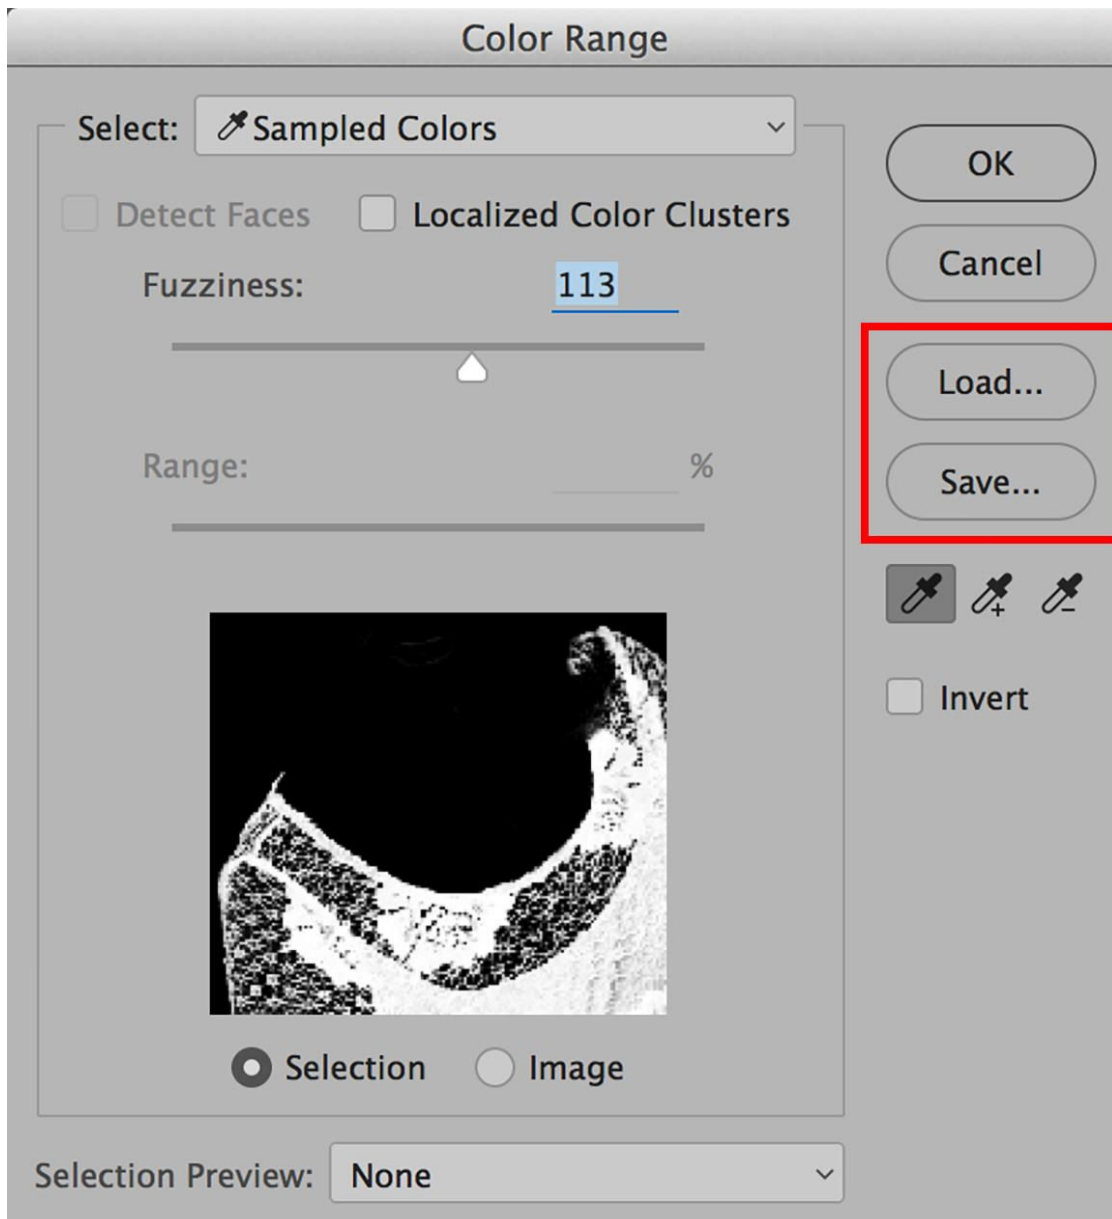 Color Range
Select: Sampled Colors
OK
Detect Faces Localized Color Clusters
Cancel
Fuzziness: 113
Load...
Range: %
Save...
Invert
Selection Image
Selection Preview: None